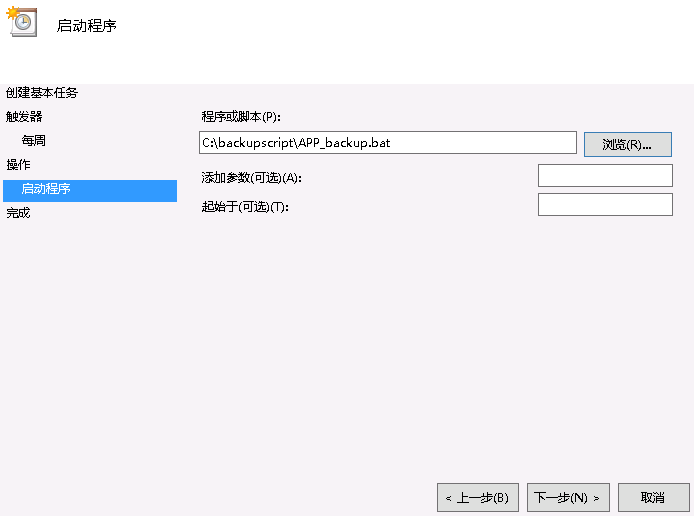 启动程序
创建基本任务
触发器
每周
操作
启动程序
完成
程序或脚本(P):
C:\backupscript\APP_backup.bat
浏览(R)...
添加参数(可选)(A):
起始于(可选)(T):
< 上一步(B)
下一步(N) >
取消